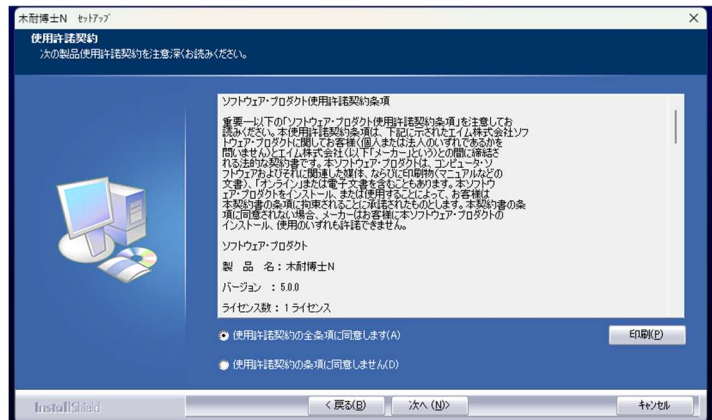 木耐博士N セットアップ
使用許諾契約
次の製品使用許諾契約を注意深くお読みください。
ソフトウェア・プロダクト使用許諾契約条項
重要―以下の「ソフトウェア・プロダクト使用許諾契約条項」を注意してお
読みください。本使用許諾契約条項は、下記に示されたエイム株式会社ソフ
トウェア・プロダクトに関してお客様(個人または法人のいずれであるかを
問いません)とエイム株式会社(以下「メーカー」という)との間に締結さ
れる法的な契約書です。本ソフトウェア・プロダクトは、コンピュータ・ソ
フトウェアおよびそれに関連した媒体、ならびに印刷物(マニュアルなどの
文書)、「オンライン」または電子文書を含むこともあります。本ソフトウ
ェア・プロダクトをインストール、または使用することによって、お客様は
本契約書の条項に拘束されることに承諾されたものとします。本契約書の条
項に同意されない場合、メーカーはお客様に本ソフトウェア・プロダクトの
インストール、使用のいずれも許諾できません。
ソフトウェア・プロダクト
製 品 名：木耐博士N
バージョン ：5.0.0
ライセンス数：1ライセンス
使用許諾契約の全条項に同意します(A)
印刷(P)
使用許諾契約の条項に同意しません(D)
InstallShield
< 戻る(B)
次へ (N)>
キャンセル